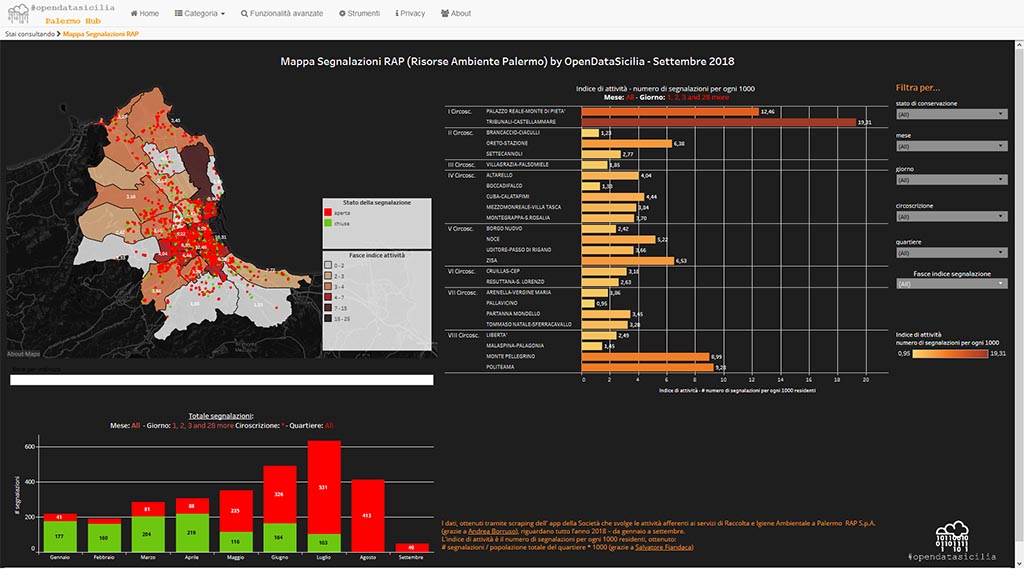 #opendatasicilia
Palermo Hub
Home
Categoria
Funzionalità avanzate
Strumenti
Privacy
About
Stai consultando > Mappa Segnalazioni RAP
Mappa Segnalazioni RAP (Risorse Ambiente Palermo) by OpenDataSicilia - Settembre 2018
Stato della segnalazione
aperta
chiusa
Fasce indice attività
0 - 2
2 - 3
3 - 4
4 - 7
7 - 15
15 - 25
About Maps
Indice di attività - numero di segnalazioni per ogni 1000
Mese: All - Giorno: 1, 2, 3 and 28 more
I Circosc. PALAZZO REALE-MONTE DI PIETA' 12,46
TRIBUNALI-CASTELLAMMARE 19,31
II Circosc. BRANCACCIO-CIACULLI 1,23
ORETO-STAZIONE 6,38
SETTECANNOLI 2,77
III Circosc. VILLAGRAZIA-FALSOMIELE 1,85
IV Circosc. ALTARELLO 4,04
BOCCADIFALCO 1,33
CUBA-CALATAFIMI 4,44
MEZZOMONREALE-VILLA TASCA 3,84
MONTEGRAPPA-S.ROSALIA 3,70
V Circosc. BORGO NUOVO 2,42
NOCE 5,22
UDITORE-PASSO DI RIGANO 3,66
ZISA 6,53
VI Circosc. CRUILLAS-CEP 3,18
RESUTTANA-S. LORENZO 2,63
VII Circosc. ARENELLA-VERGINE MARIA 1,86
PALLAVICINO 0,95
PARTANNA MONDELLO 3,45
TOMMASO NATALE-SFERRACAVALLO 3,28
VIII Circosc. LIBERTA' 2,49
MALASPINA-PALAGONIA 1,45
MONTE PELLEGRINO 8,99
POLITEAMA 9,28
0 2 4 6 8 10 12 14 16 18 20
Indice di attività - # numero di segnalazioni per ogni 1000 residenti
Filtra per...
stato di conservazione
(All)
mese
(All)
giorno
(All)
circoscrizione
(All)
quartiere
(All)
Fasce indice segnalazione
(All)
Indice di attività
numero di segnalazioni per ogni 1000
0,95 19,31
Totale segnalazioni:
Mese: All - Giorno: 1, 2, 3 and 28 more Ciroscrizione: * - Quartiere: All
# segnalazioni
600
400
200
0
41 81 88 235 326 531 413 46
177 160 204 219 116 164 103
Gennaio Febbraio Marzo Aprile Maggio Giugno Luglio Agosto Settembre
I dati, ottenuti tramite scraping dell' app della Società che svolge le attività afferenti ai servizi di Raccolta e Igiene Ambientale a Palermo RAP S.p.A.
(grazie a Andrea Borruso), riguardano tutto l'anno 2018 - da gennaio a settembre.
L'indice di attività è il numero di segnalazioni per ogni 1000 residenti, ottenuto:
# segnalazioni / popolazione totale del quartiere * 1000 (grazie a Salvatore Fiandaca)
#opendatasicilia